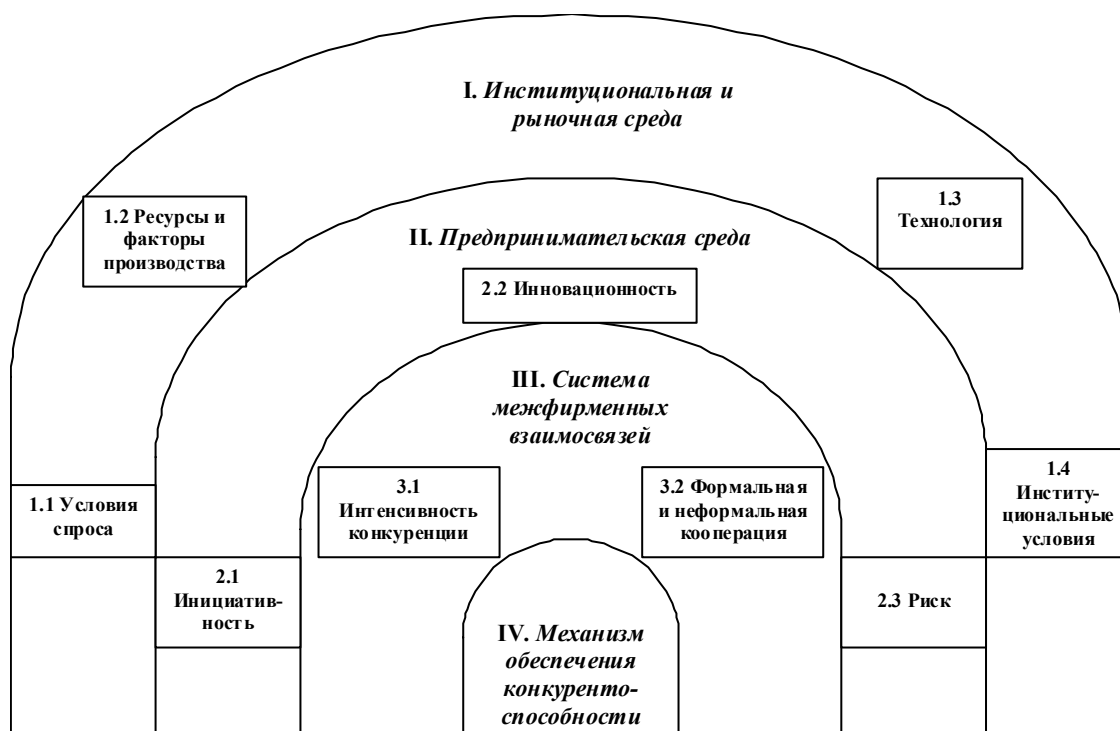 I. Институциональная и
рыночная среда
1.2 Ресурсы и
факторы
производства
1.3
Технология
II. Предпринимательская среда
2.2 Инновационность
III. Система
межфирменных
взаимосвязей
1.1 Условия
спроса
3.1
Интенсивность
конкуренции
3.2 Формальная
и неформальная
кооперация
1.4
Институ-
циональные
условия
2.1
Инициатив-
ность
2.3 Риск
IV. Механизм
обеспечения
конкуренто-
способности